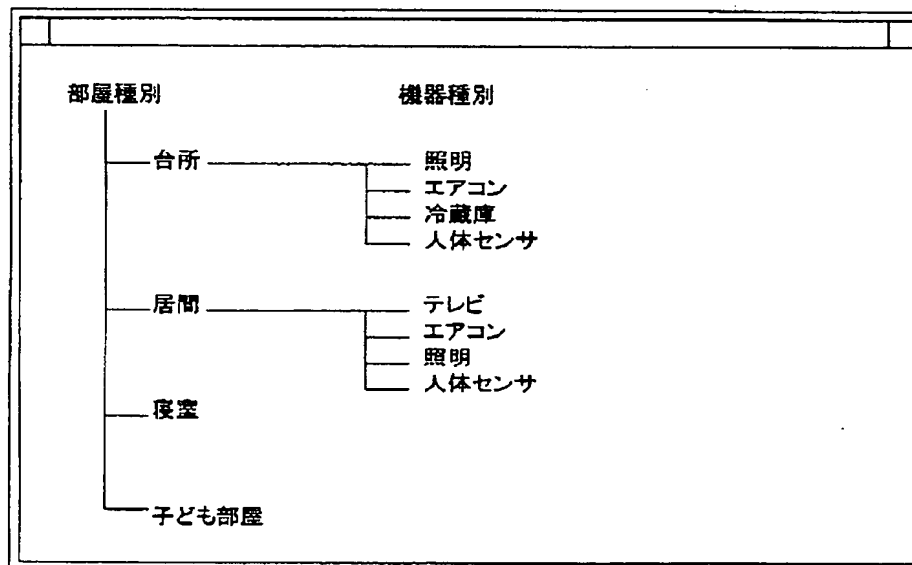 部屋種別 機器種別
台所 照明
エアコン
冷蔵庫
人体センサ
居間 テレビ
エアコン
照明
人体センサ
寝室
子ども部屋